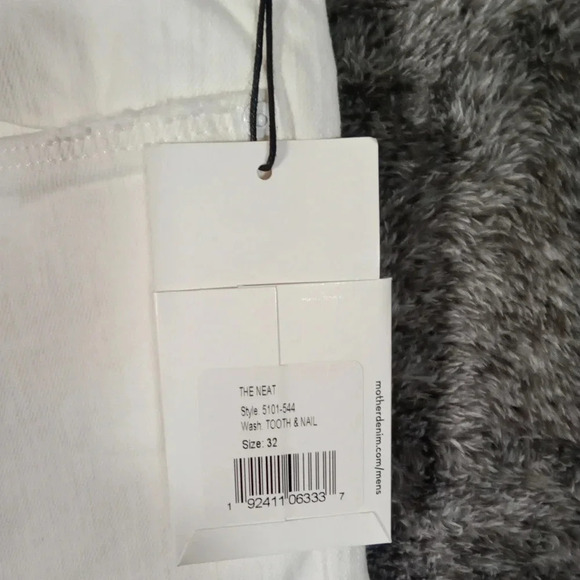 THE NEAT
Style: 5101-544
Wash: TOOTH & NAIL
Size: 32
1 92411 06333 7
motherdenim.com/mens